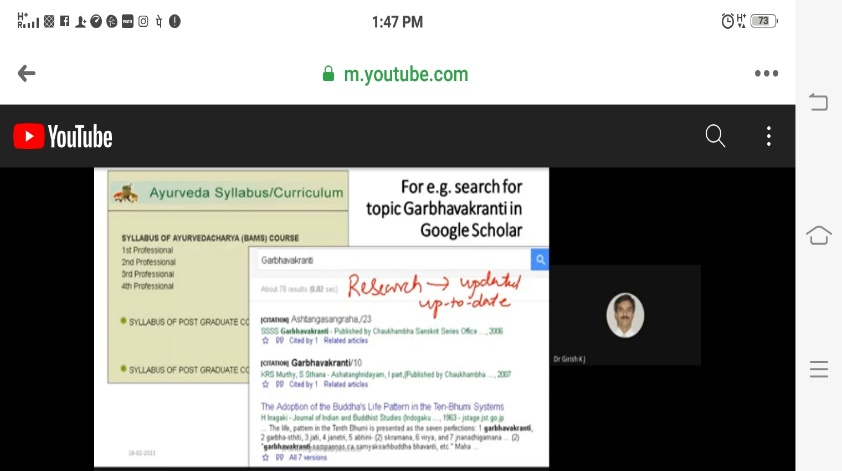 1:47 PM
73
m.youtube.com
YouTube
Ayurveda Syllabus/Curriculum
SYLLABUS OF AYURVEDACHARYA (BAMS) COURSE
1st Professional
2nd Professional
3rd Professional
4th Professional
SYLLABUS OF POST GRADUATE CO
SYLLABUS OF POST GRADUATE CO
For e.g. search for
topic Garbhavakranti in
Google Scholar
Garbhavakranti
About 78 results (0.02 sec)
Research → updated
up-to-date
[CITATION] Ashtangasangraha,/23
SSSS Garbhavakranti - Published by Chaukhambha Sanskrit Series Office ..., 2006
Cited by 1 Related articles
[CITATION] Garbhavakranti/10
KRS Murthy, S Sthana - Ashatanghridayam, I part,(Published by Chaukhambha ..., 2007
Cited by 1 Related articles
The Adoption of the Buddha's Life Pattern in the Ten-Bhumi Systems
H Inagaki - Journal of Indian and Buddhist Studies (Indogaku ..., 1963 - jstage.jst.go.jp
... The life, pattern in the Tenth Bhumi is presented as the seven perfections: 1 garbhavakranti,
2 garbha-sthiti, 3 jati, 4 janetri, 5 abhini- (2) skramana, 6 virya, and 7 jnanadhigamana ... (2)
"garbhavakranti-sampannas ca samyaksarhbuddha bhavanti, etc." Maha ...
All 7 versions
18-02-2021
Dr Girish K J